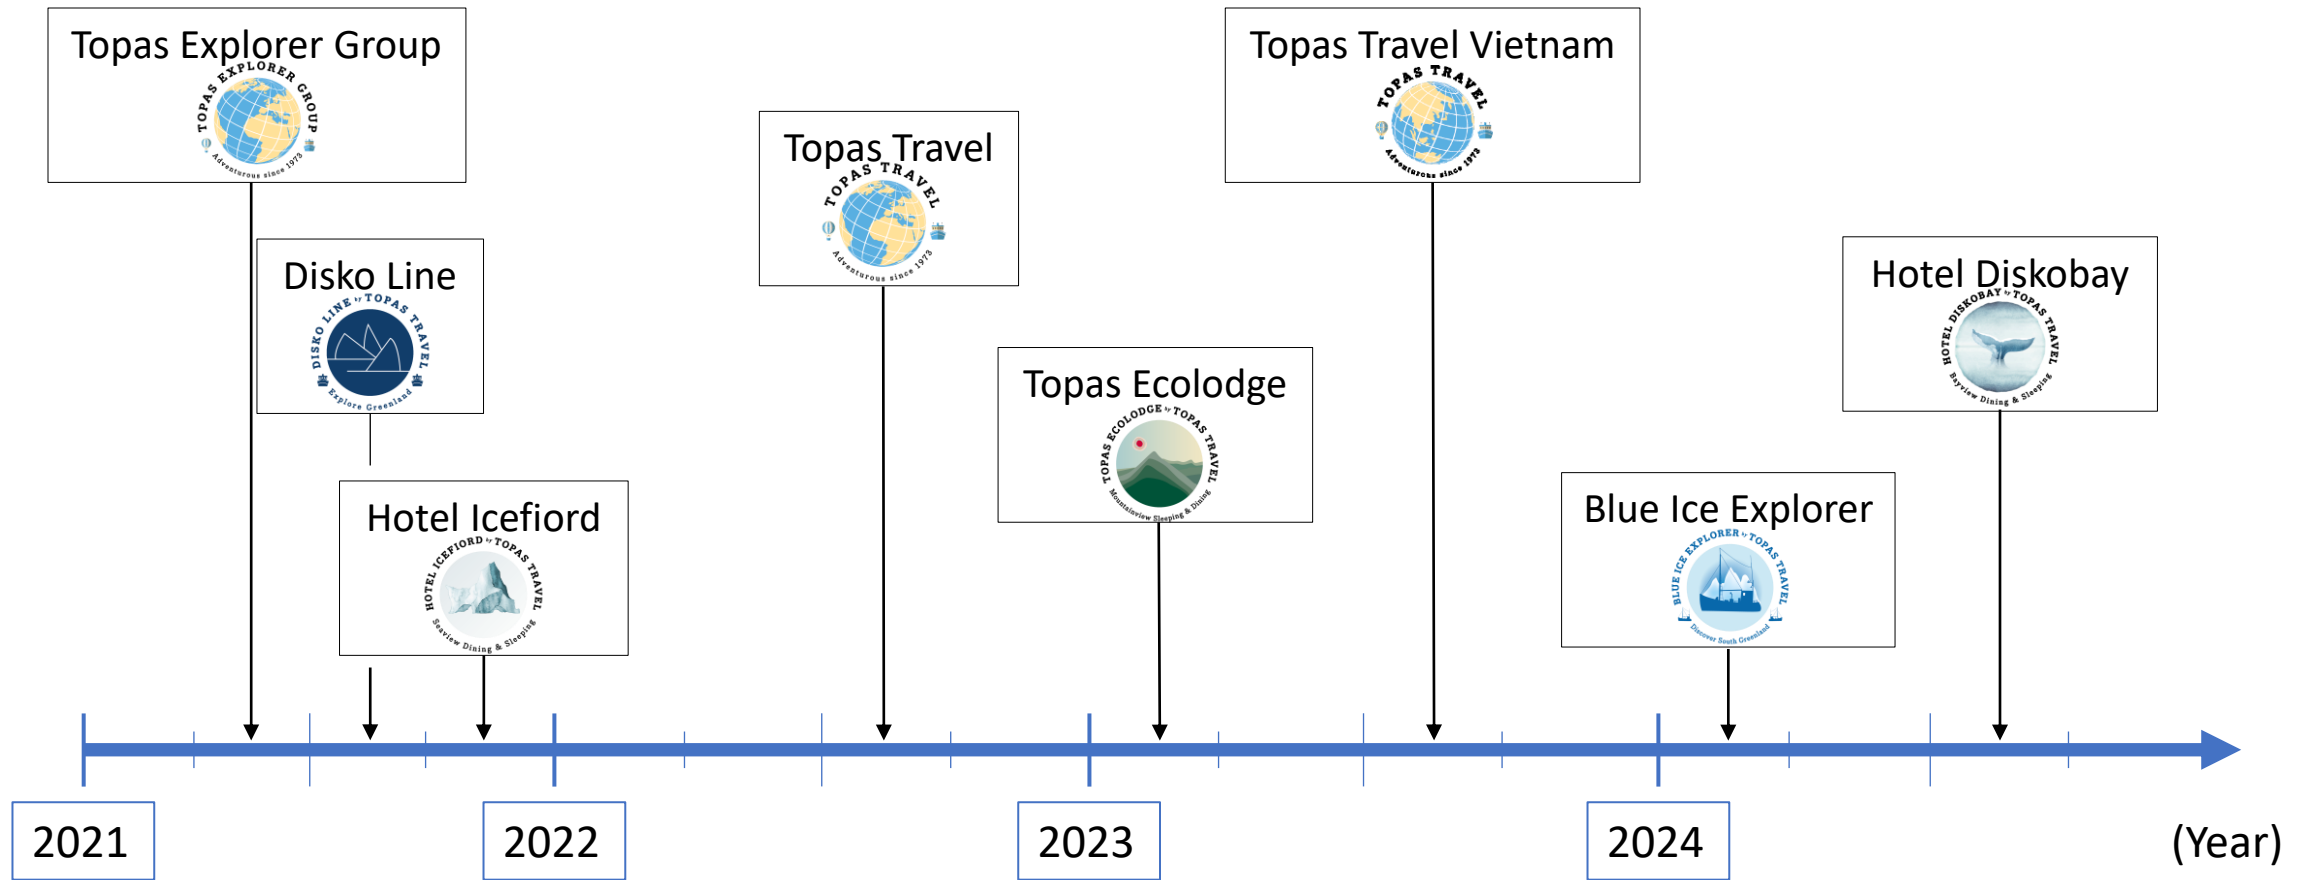 Topas Explorer Group
TOPAS EXPLORER GROUP
Adventurous since 1973
Disko Line
DISKO LINE by TOPAS TRAVEL
Explore Greenland
Hotel Icefiord
HOTEL ICEFIORD by TOPAS TRAVEL
Seaview Dining & Sleeping
Topas Travel
TOPAS TRAVEL
Adventurous since 1973
Topas Ecolodge
TOPAS ECOLODGE by TOPAS TRAVEL
Mountainview Sleeping & Dining
Topas Travel Vietnam
TOPAS TRAVEL
Adventurous since 1973
Blue Ice Explorer
BLUE ICE EXPLORER by TOPAS TRAVEL
Discover South Greenland
Hotel Diskobay
HOTEL DISKOBAY by TOPAS TRAVEL
Bayview Dining & Sleeping
2021
2022
2023
2024
(Year)